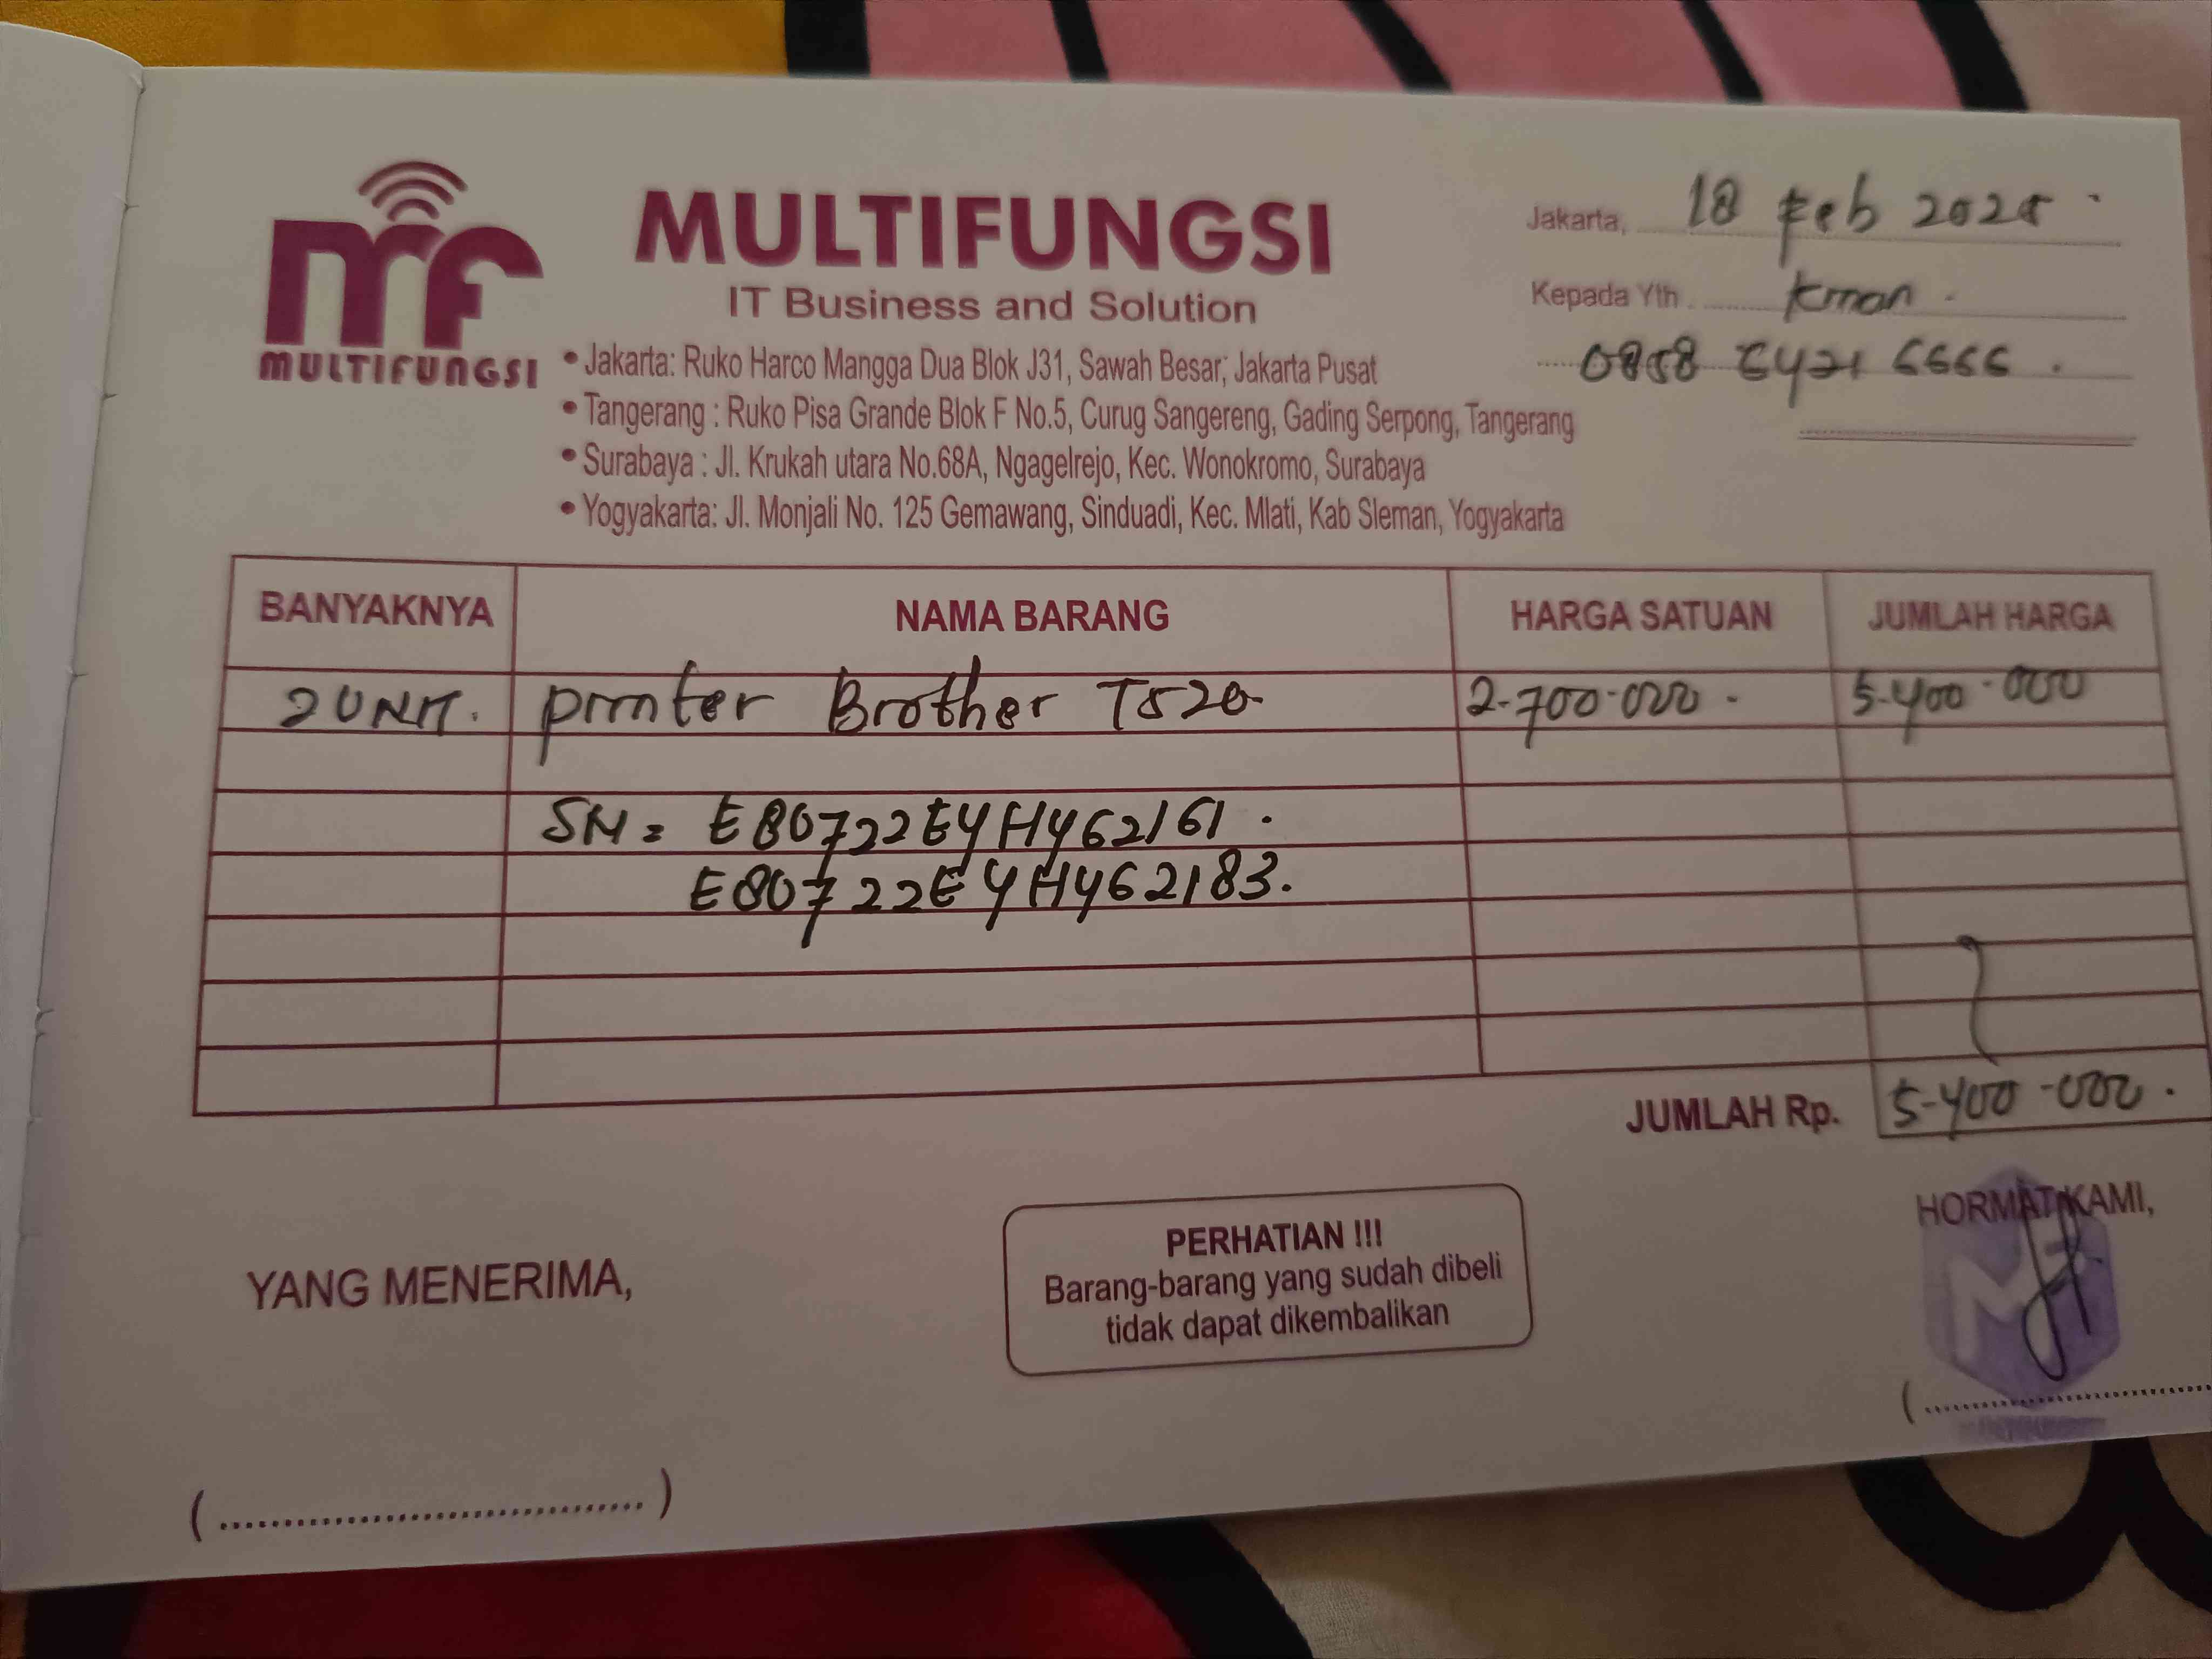 MULTIFUNGSI
MULTIFUNGSI
IT Business and Solution
• Jakarta: Ruko Harco Mangga Dua Blok J31, Sawah Besar, Jakarta Pusat
• Tangerang : Ruko Pisa Grande Blok F No.5, Curug Sangereng, Gading Serpong, Tangerang
• Surabaya : Jl. Krukah utara No.68A, Ngagelrejo, Kec. Wonokromo, Surabaya
• Yogyakarta: Jl. Monjali No. 125 Gemawang, Sinduadi, Kec. Mlati, Kab Sleman, Yogyakarta
Jakarta, 18 Feb 2025
Kepada Yth
0858 6666
BANYAKNYA NAMA BARANG HARGA SATUAN JUMLAH HARGA
2 UNIT. printer Brother T520 2.700.000 5.400.000
SN = E80722E4H462161
E80722E4H462183
JUMLAH Rp. 5.400.000
YANG MENERIMA,
PERHATIAN !!!
Barang-barang yang sudah dibeli
tidak dapat dikembalikan
HORMAT KAMI,